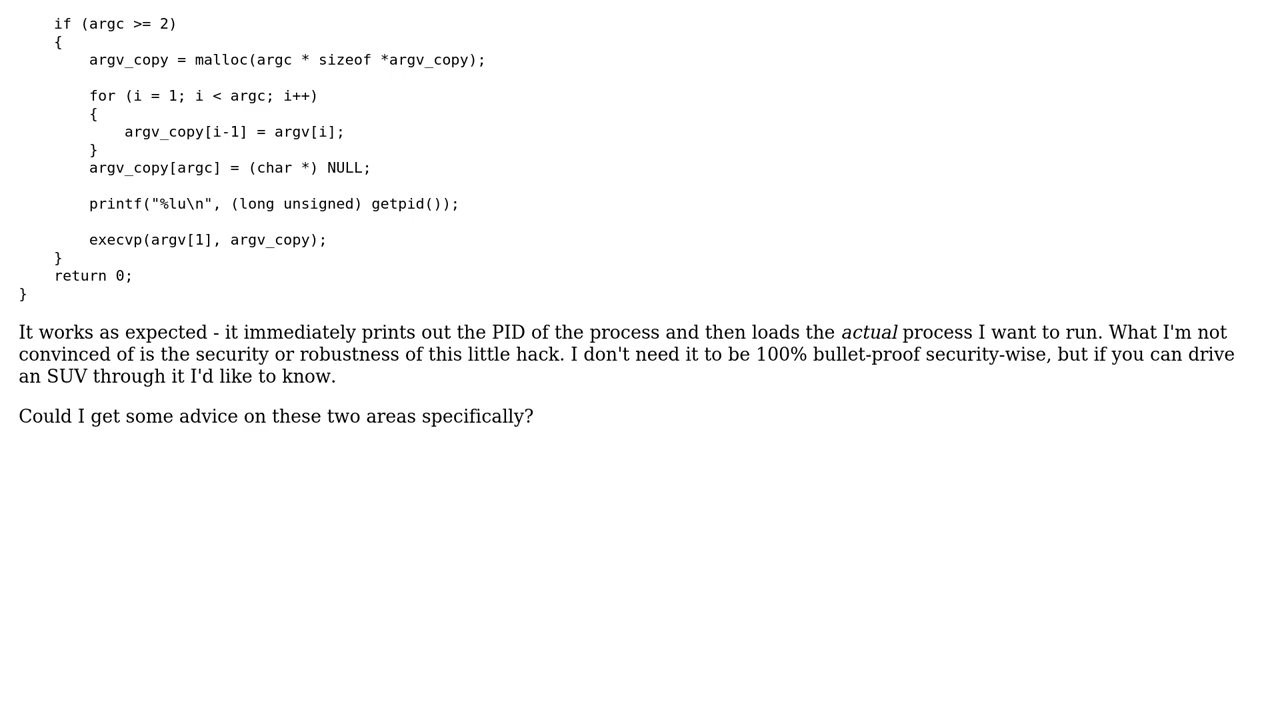 if (argc >= 2)
    {
        argv_copy = malloc(argc * sizeof *argv_copy);

        for (i = 1; i < argc; i++)
        {
            argv_copy[i-1] = argv[i];
        }
        argv_copy[argc] = (char *) NULL;

        printf("%lu\n", (long unsigned) getpid());

        execvp(argv[1], argv_copy);
    }
    return 0;
}
It works as expected - it immediately prints out the PID of the process and then loads the actual process I want to run. What I'm not
convinced of is the security or robustness of this little hack. I don't need it to be 100% bullet-proof security-wise, but if you can drive
an SUV through it I'd like to know.
Could I get some advice on these two areas specifically?